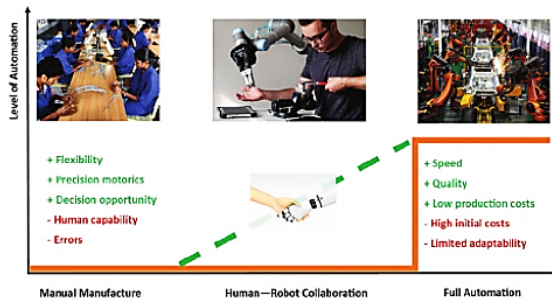 Level of Automation
+ Flexibility
+ Precision motorics
+ Decision opportunity
- Human capability
- Errors
+ Speed
+ Quality
+ Low production costs
- High initial costs
- Limited adaptability
Manual Manufacture
Human—Robot Collaboration
Full Automation